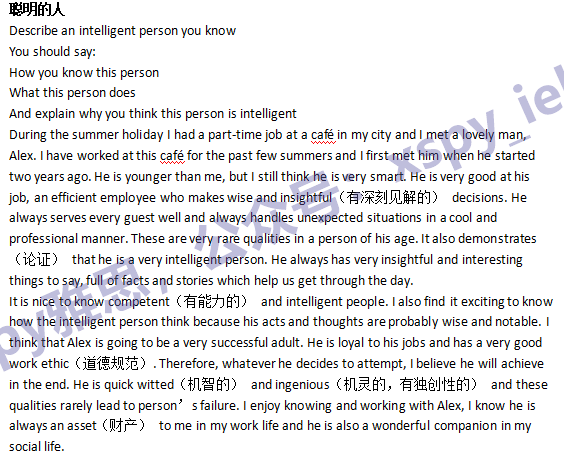 聪明的人
Describe an intelligent person you know
You should say:
How you know this person
What this person does
And explain why you think this person is intelligent
During the summer holiday I had a part-time job at a café in my city and I met a lovely man,
Alex. I have worked at this café for the past few summers and I first met him when he started
two years ago. He is younger than me, but I still think he is very smart. He is very good at his
job, an efficient employee who makes wise and insightful（有深刻见解的） decisions. He
always serves every guest well and always handles unexpected situations in a cool and
professional manner. These are very rare qualities in a person of his age. It also demonstrates
（论证） that he is a very intelligent person. He always has very insightful and interesting
things to say, full of facts and stories which help us get through the day.
It is nice to know competent（有能力的） and intelligent people. I also find it exciting to know
how the intelligent person think because his acts and thoughts are probably wise and notable. I
think that Alex is going to be a very successful adult. He is loyal to his jobs and has a very good
work ethic（道德规范）. Therefore, whatever he decides to attempt, I believe he will achieve
in the end. He is quick witted（机智的） and ingenious（机灵的，有独创性的） and these
qualities rarely lead to person’s failure. I enjoy knowing and working with Alex, I know he is
always an asset（财产） to me in my work life and he is also a wonderful companion in my
social life.